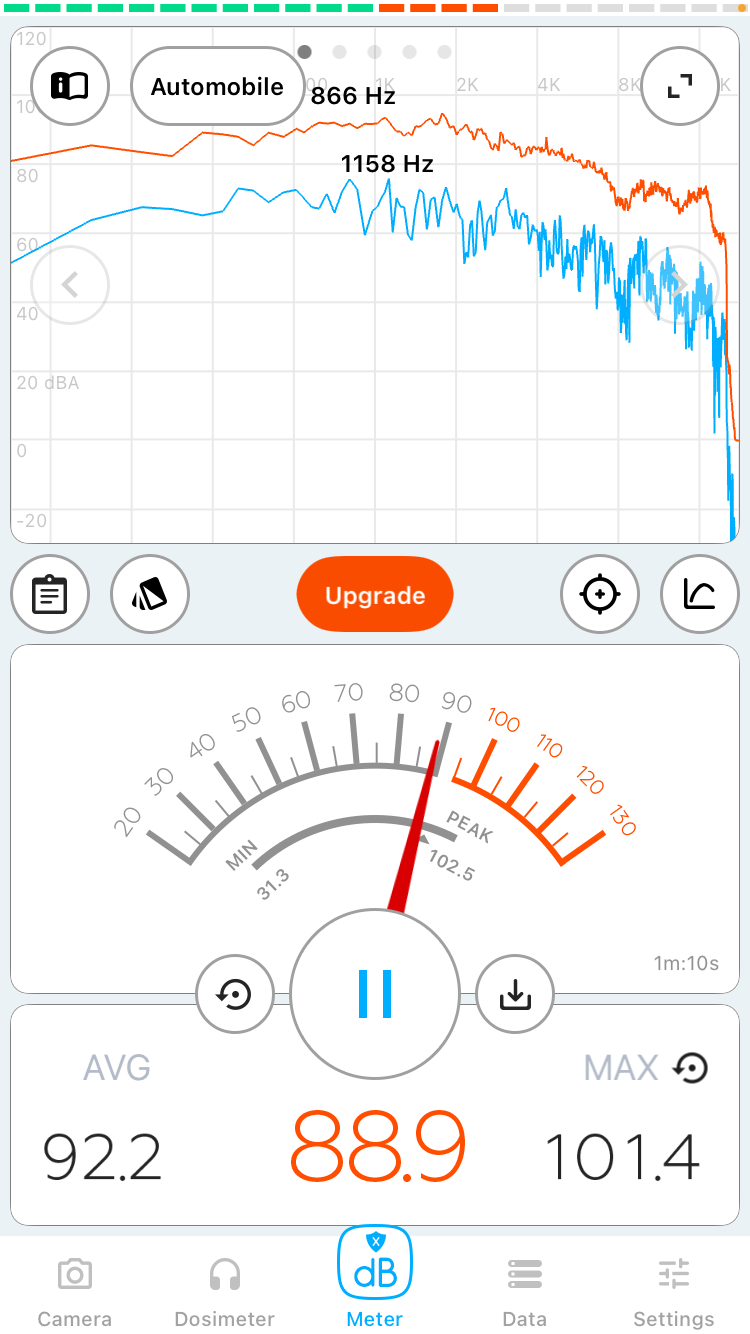 120
Automobile
1K
2K
4K
8K
K
866 Hz
1158 Hz
80
60
40
20 dBA
0
-20
Upgrade
20
30
40
50
60
70
80
90
100
110
120
130
MIN
31.3
PEAK
102.5
1m:10s
AVG
MAX
92.2
88.9
101.4
X
dB
Camera
Dosimeter
Meter
Data
Settings